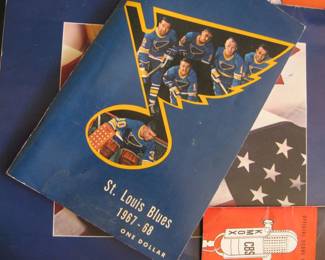 St. Louis Blues
1967-68
ONE DOLLAR
KMOX
CBS